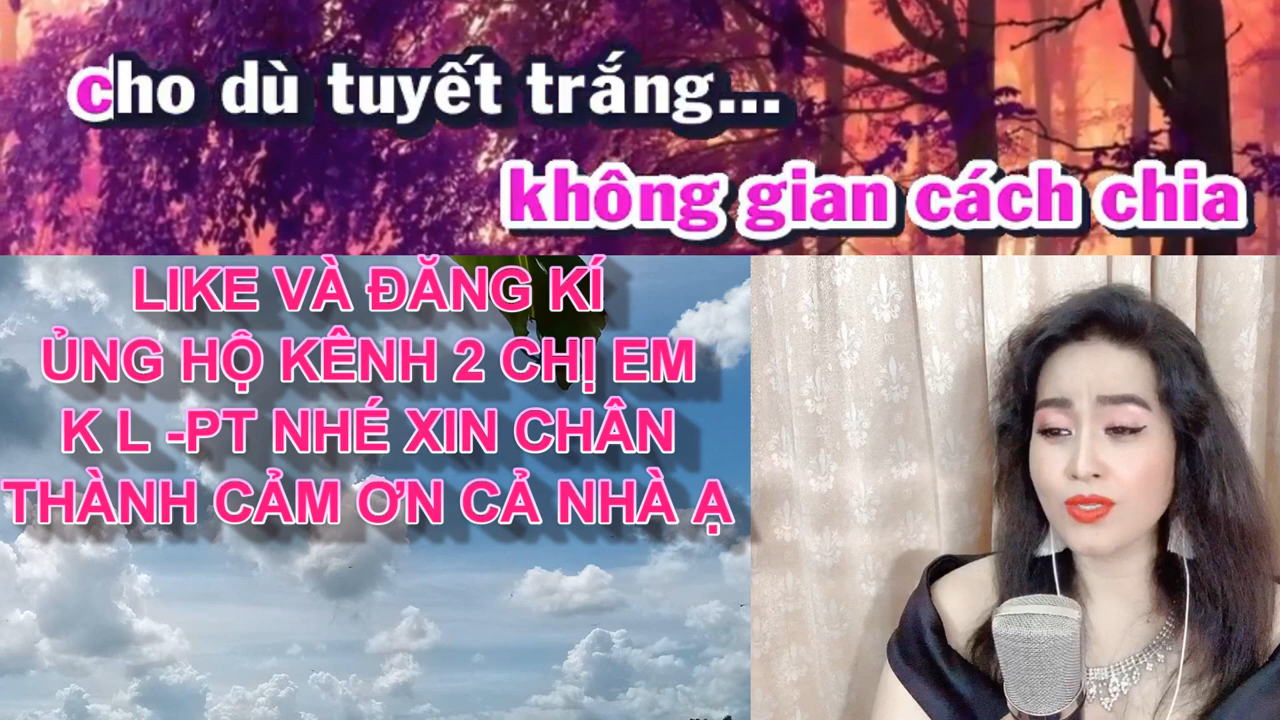 cho dù tuyết trắng...
không gian cách chia
LIKE VÀ ĐĂNG KÍ
ỦNG HỘ KÊNH 2 CHỊ EM
K L -PT NHÉ XIN CHÂN
THÀNH CẢM ƠN CẢ NHÀ Ạ